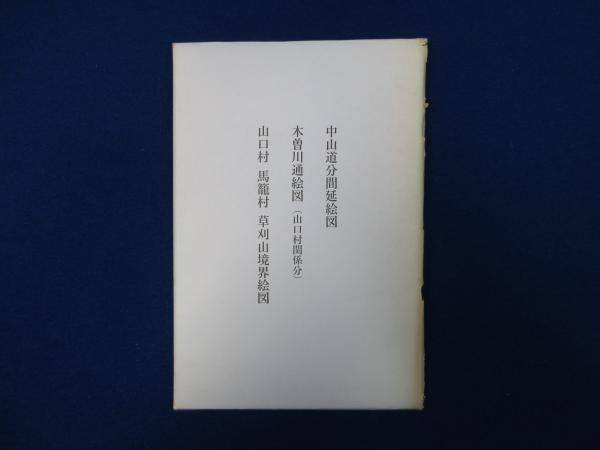 中山道分間延絵図
木曽川通絵図（山口村関係分）
山口村 馬籠村 草刈山境界絵図